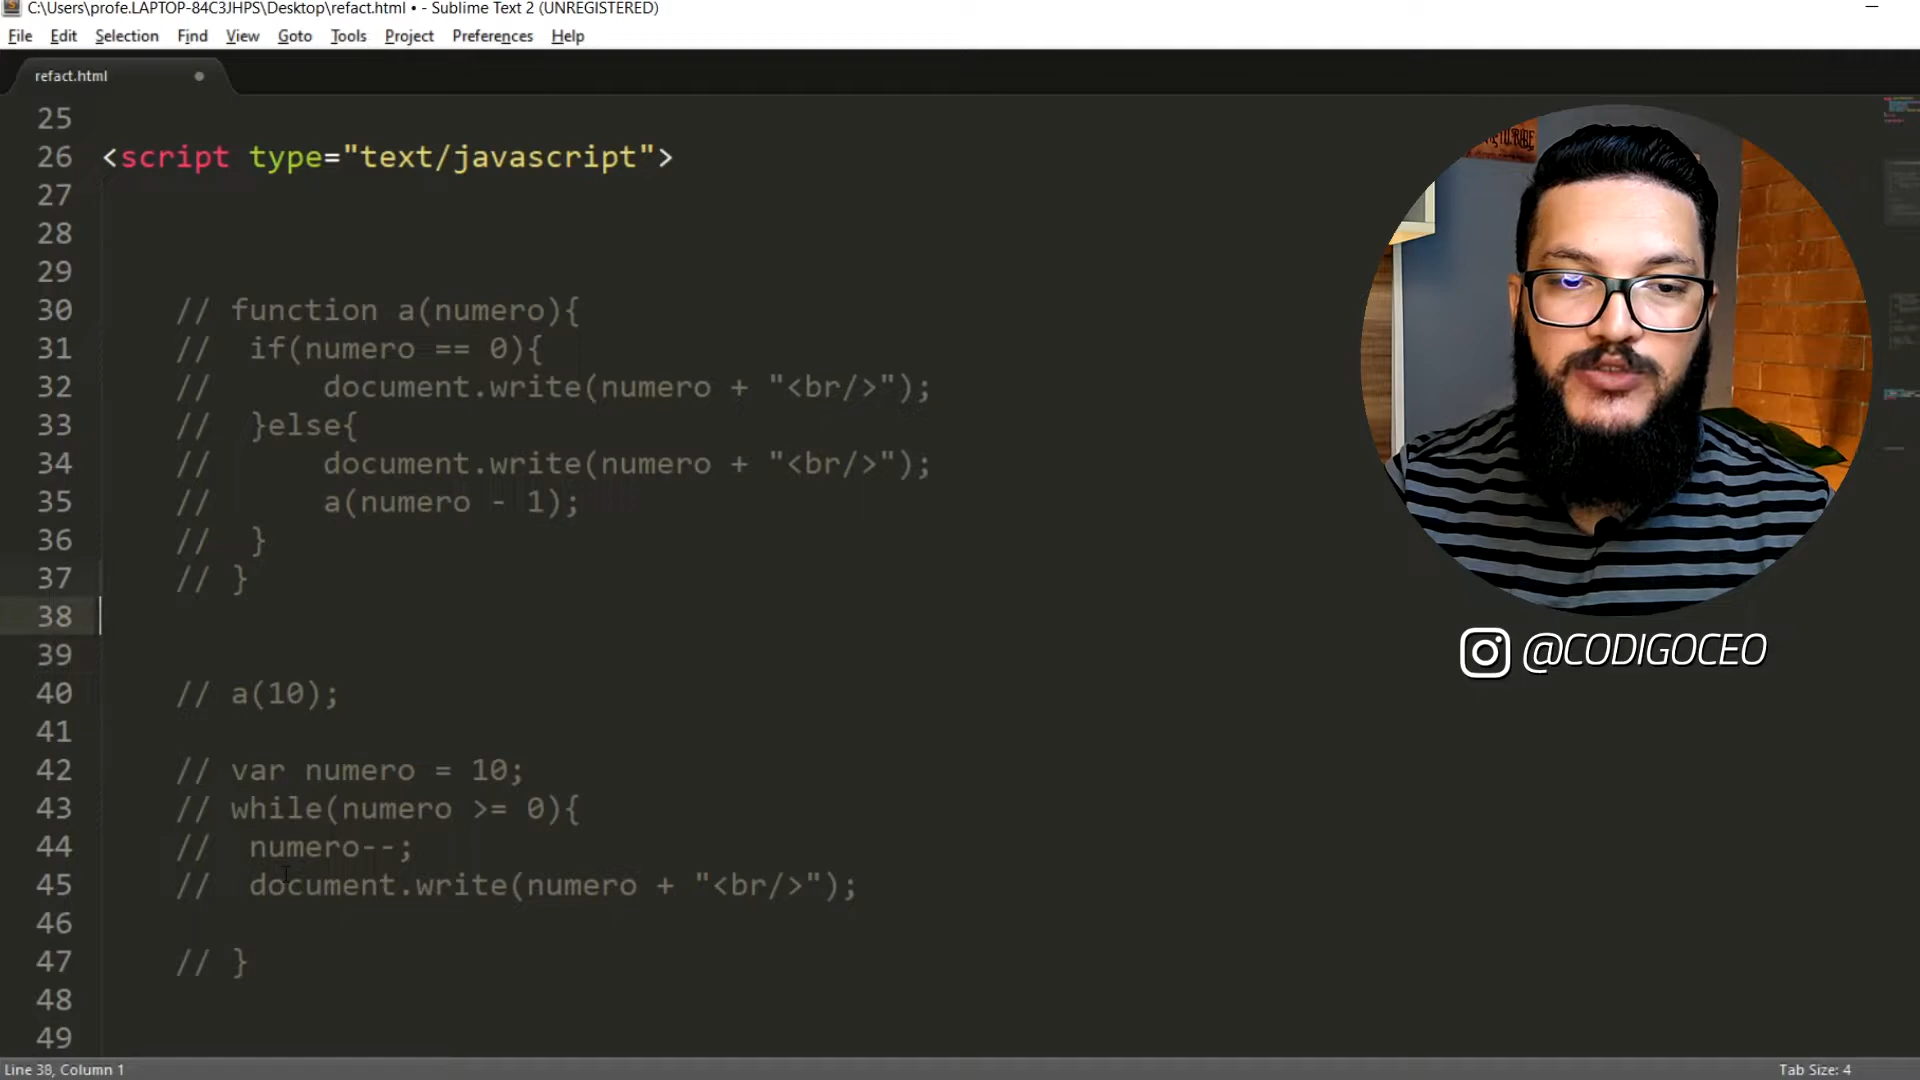 C:\Users\profe.LAPTOP-84C3JHPS\Desktop\refact.html • - Sublime Text 2 (UNREGISTERED)
File Edit Selection Find View Goto Tools Project Preferences Help
refact.html
25
26 <script type="text/javascript">
27
28
29
30 // function a(numero){
31 // if(numero == 0){
32 // document.write(numero + "<br/>");
33 // }else{
34 // document.write(numero + "<br/>");
35 // a(numero - 1);
36 // }
37 // }
38
39
40 // a(10);
41
42 // var numero = 10;
43 // while(numero >= 0){
44 // numero--;
45 // document.write(numero + "<br/>");
46
47 // }
48
49
@CODIGOCEO
Line 38, Column 1
Tab Size: 4